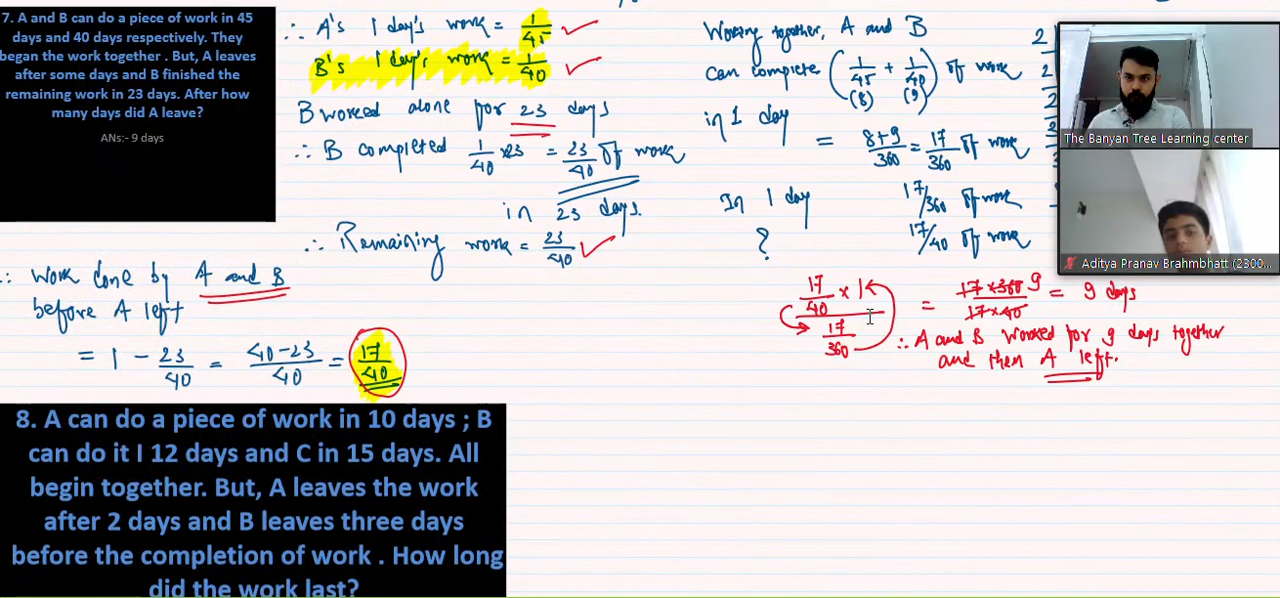 7. A and B can do a piece of work in 45
days and 40 days respectively. They
began the work together . But, A leaves
after some days and B finished the
remaining work in 23 days. After how
many days did A leave?
ANs:- 9 days
∴ A's 1 day's work = 1/45
B's 1 day's work = 1/40
B worked alone for 23 days
∴ B completed 1/40 × 23 = 23/40 of work
in 23 days.
∴ Remaining work = 23/40
∴ Work done by A and B
before A left
= 1 - 23/40 = 40-23/40 = 17/40
Working together, A and B
can complete (1/45 + 1/40) of work
(8) (9)
in 1 day
= 8+9/360 = 17/360 of work
In 1 day 17/360 of work
? 17/40 of work
17/40 × 1 / 17/360 = 17×360/17×40 9 = 9 days
∴ A and B worked for 9 days together
and then A left.
2
2
2
The Banyan Tree Learning center
Aditya Pranav Brahmbhatt (2300...
8. A can do a piece of work in 10 days ; B
can do it I 12 days and C in 15 days. All
begin together. But, A leaves the work
after 2 days and B leaves three days
before the completion of work . How long
did the work last?